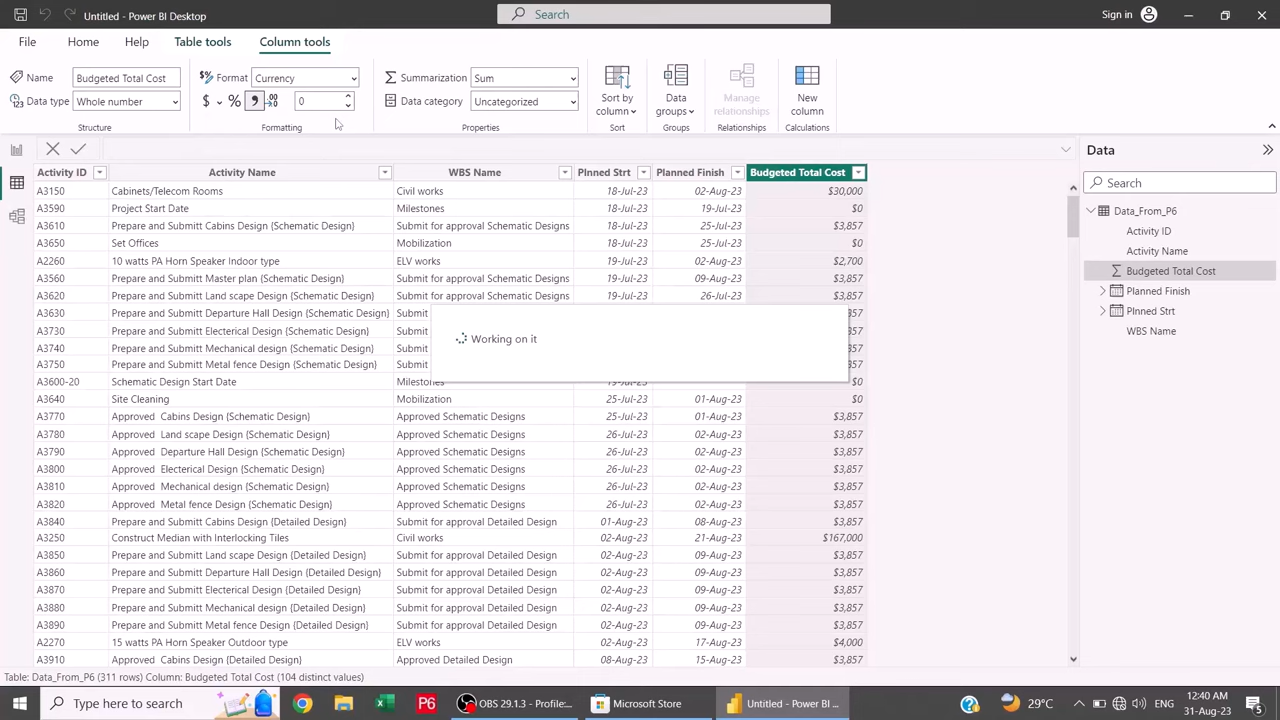 Untitled - Power BI Desktop
Search
Sign in
File Home Help Table tools Column tools
Name Budgeted Total Cost
Data type Whole number
Structure
Format Currency
$ % 0
Formatting
Summarization Sum
Data category Uncategorized
Properties
Sort by
column
Sort
Data
groups
Groups
Manage
relationships
Relationships
New
column
Calculations
Data
Search
Data_From_P6
Activity ID
Activity Name
Budgeted Total Cost
Planned Finish
Plnned Strt
WBS Name
Activity ID Activity Name WBS Name Plnned Strt Planned Finish Budgeted Total Cost
A3150 Cabinets/Telecom Rooms Civil works 18-Jul-23 02-Aug-23 $30,000
A3590 Project Start Date Milestones 18-Jul-23 19-Jul-23 $0
A3610 Prepare and Submitt Cabins Design (Schematic Design) Submit for approval Schematic Designs 18-Jul-23 25-Jul-23 $3,857
A3650 Set Offices Mobilization 18-Jul-23 25-Jul-23 $0
A2260 10 watts PA Horn Speaker Indoor type ELV works 19-Jul-23 02-Aug-23 $2,700
A3560 Prepare and Submitt Master plan (Schematic Design) Submit for approval Schematic Designs 19-Jul-23 09-Aug-23 $3,857
A3620 Prepare and Submitt Land scape Design (Schematic Design) Submit for approval Schematic Designs 19-Jul-23 26-Jul-23 $3,857
A3630 Prepare and Submitt Departure Hall Design (Schematic Design) Submit 857
A3730 Prepare and Submitt Electerical Design (Schematic Design) Submit 857
Working on it
A3740 Prepare and Submitt Mechanical design (Schematic Design) Submit 857
A3750 Prepare and Submitt Metal fence Design (Schematic Design) Submit 857
A3600-20 Schematic Design Start Date Milestones 19-Jul-23 $0
A3640 Site Cleaning Mobilization 25-Jul-23 01-Aug-23 $0
A3770 Approved Cabins Design (Schematic Design) Approved Schematic Designs 25-Jul-23 01-Aug-23 $3,857
A3780 Approved Land scape Design (Schematic Design) Approved Schematic Designs 26-Jul-23 02-Aug-23 $3,857
A3790 Approved Departure Hall Design (Schematic Design) Approved Schematic Designs 26-Jul-23 02-Aug-23 $3,857
A3800 Approved Electerical Design (Schematic Design) Approved Schematic Designs 26-Jul-23 02-Aug-23 $3,857
A3810 Approved Mechanical design (Schematic Design) Approved Schematic Designs 26-Jul-23 02-Aug-23 $3,857
A3820 Approved Metal fence Design (Schematic Design) Approved Schematic Designs 26-Jul-23 02-Aug-23 $3,857
A3840 Prepare and Submitt Cabins Design (Detailed Design) Submit for approval Detailed Design 01-Aug-23 08-Aug-23 $3,857
A3250 Construct Median with Interlocking Tiles Civil works 02-Aug-23 21-Aug-23 $167,000
A3850 Prepare and Submitt Land scape Design (Detailed Design) Submit for approval Detailed Design 02-Aug-23 09-Aug-23 $3,857
A3860 Prepare and Submitt Departure Hall Design (Detailed Design) Submit for approval Detailed Design 02-Aug-23 09-Aug-23 $3,857
A3870 Prepare and Submitt Electerical Design (Detailed Design) Submit for approval Detailed Design 02-Aug-23 09-Aug-23 $3,857
A3880 Prepare and Submitt Mechanical design (Detailed Design) Submit for approval Detailed Design 02-Aug-23 09-Aug-23 $3,857
A3890 Prepare and Submitt Metal fence Design (Detailed Design) Submit for approval Detailed Design 02-Aug-23 09-Aug-23 $3,857
A2270 15 watts PA Horn Speaker Outdoor type ELV works 02-Aug-23 17-Aug-23 $4,000
A3910 Approved Cabins Design (Detailed Design) Approved Detailed Design 08-Aug-23 15-Aug-23 $3,857
Table: Data_From_P6 (311 rows) Column: Budgeted Total Cost (104 distinct values)
Type here to search
P6
OBS 29.1.3 - Profile:...
Microsoft Store
Untitled - Power BI ...
29°C
ENG
12:40 AM
31-Aug-23
5